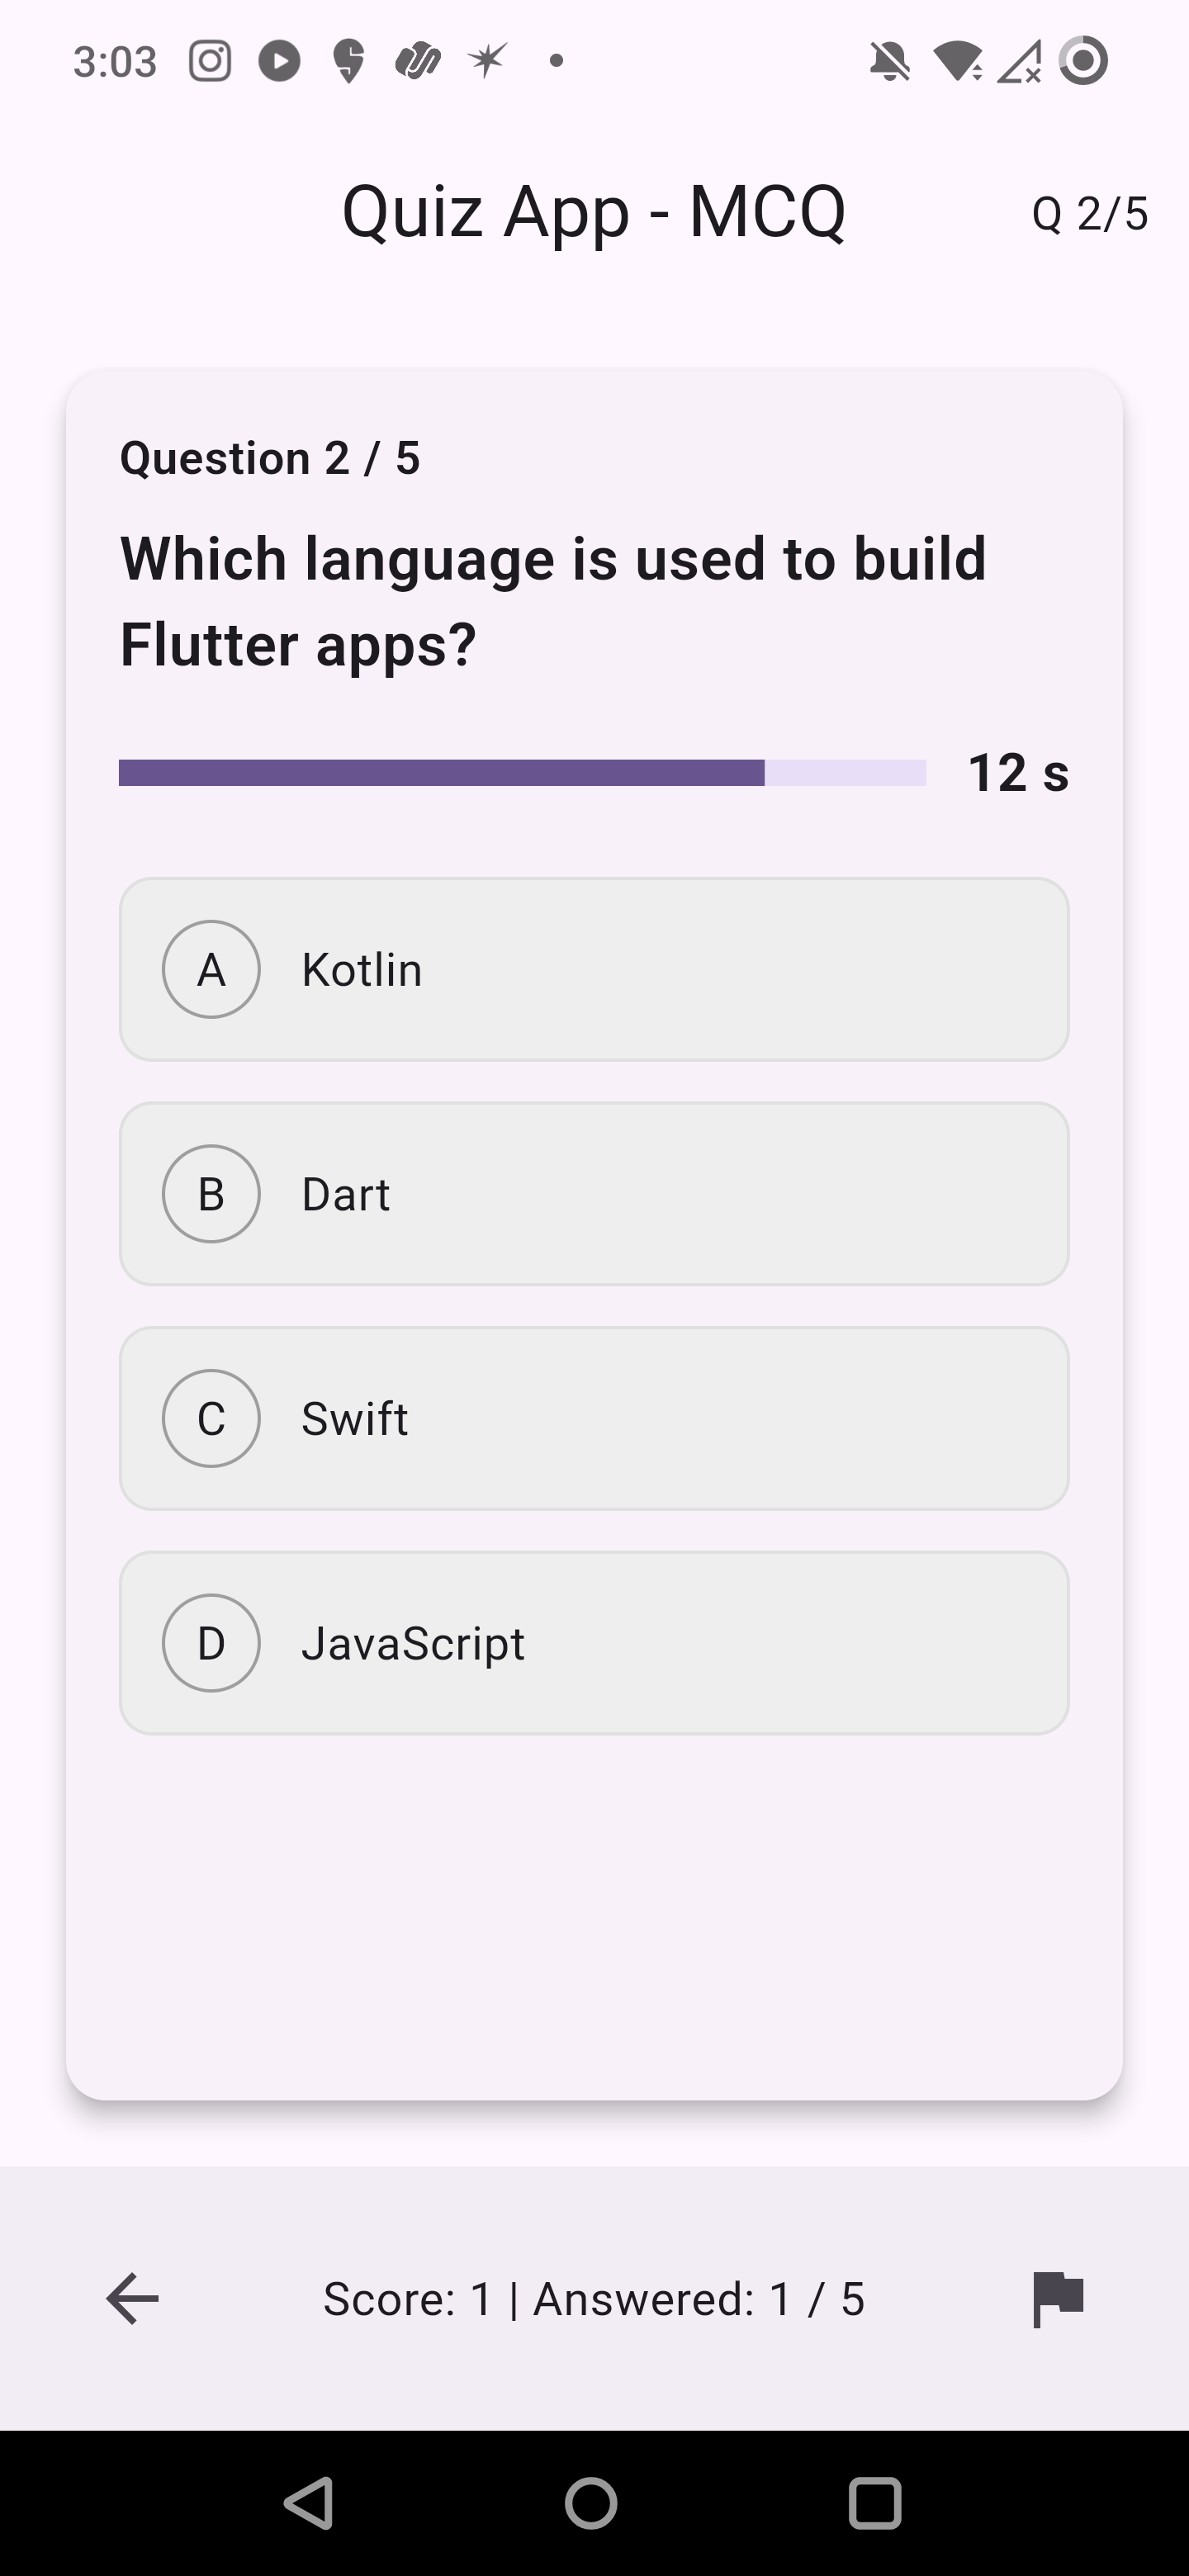 3:03
Quiz App - MCQ
Q 2/5
Question 2 / 5
Which language is used to build
Flutter apps?
12 s
A Kotlin
B Dart
C Swift
D JavaScript
Score: 1 | Answered: 1 / 5